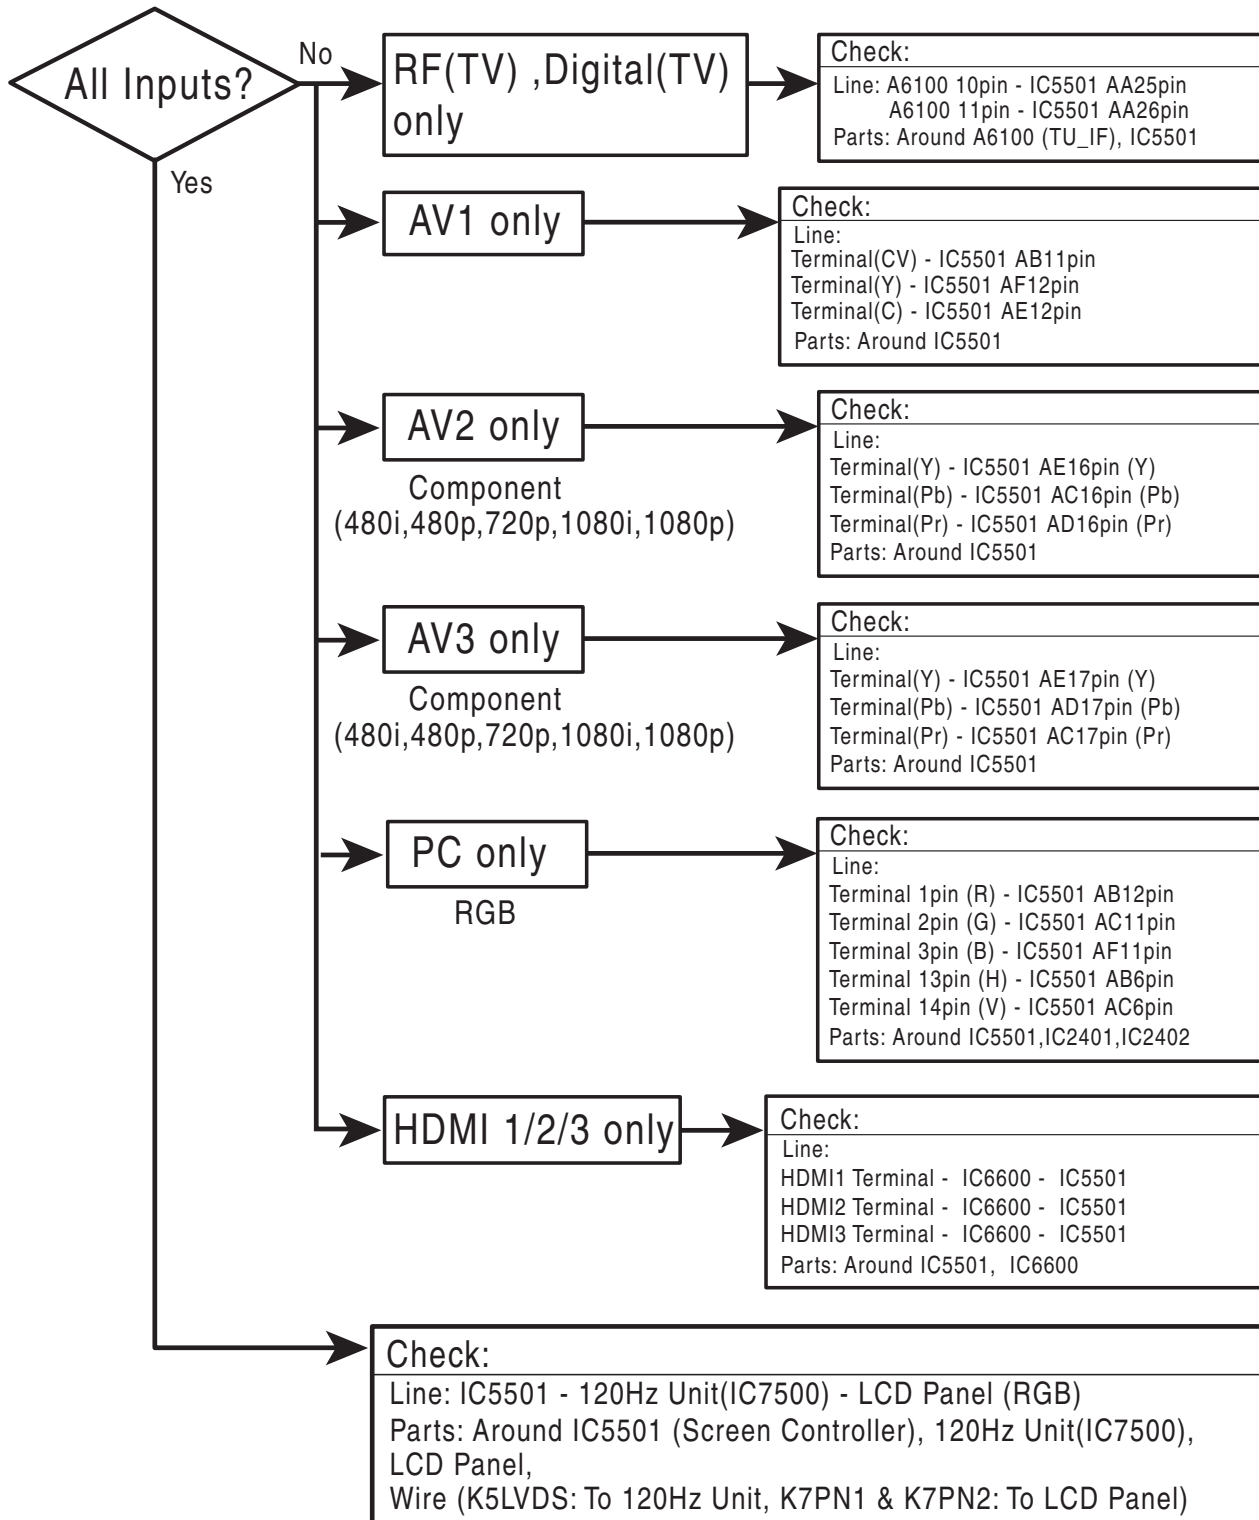 All Inputs?
No
Yes
RF(TV) ,Digital(TV)
only
Check:
Line: A6100 10pin - IC5501 AA25pin
A6100 11pin - IC5501 AA26pin
Parts: Around A6100 (TU_IF), IC5501
AV1 only
Check:
Line:
Terminal(CV) - IC5501 AB11pin
Terminal(Y) - IC5501 AF12pin
Terminal(C) - IC5501 AE12pin
Parts: Around IC5501
AV2 only
Component
(480i,480p,720p,1080i,1080p)
Check:
Line:
Terminal(Y) - IC5501 AE16pin (Y)
Terminal(Pb) - IC5501 AC16pin (Pb)
Terminal(Pr) - IC5501 AD16pin (Pr)
Parts: Around IC5501
AV3 only
Component
(480i,480p,720p,1080i,1080p)
Check:
Line:
Terminal(Y) - IC5501 AE17pin (Y)
Terminal(Pb) - IC5501 AD17pin (Pb)
Terminal(Pr) - IC5501 AC17pin (Pr)
Parts: Around IC5501
PC only
RGB
Check:
Line:
Terminal 1pin (R) - IC5501 AB12pin
Terminal 2pin (G) - IC5501 AC11pin
Terminal 3pin (B) - IC5501 AF11pin
Terminal 13pin (H) - IC5501 AB6pin
Terminal 14pin (V) - IC5501 AC6pin
Parts: Around IC5501,IC2401,IC2402
HDMI 1/2/3 only
Check:
Line:
HDMI1 Terminal - IC6600 - IC5501
HDMI2 Terminal - IC6600 - IC5501
HDMI3 Terminal - IC6600 - IC5501
Parts: Around IC5501, IC6600
Check:
Line: IC5501 - 120Hz Unit(IC7500) - LCD Panel (RGB)
Parts: Around IC5501 (Screen Controller), 120Hz Unit(IC7500),
LCD Panel,
Wire (K5LVDS: To 120Hz Unit, K7PN1 & K7PN2: To LCD Panel)